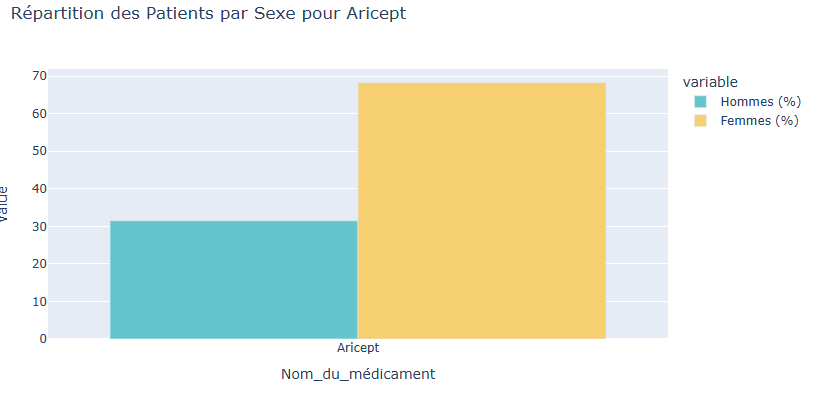 Répartition des Patients par Sexe pour Aricept
variable
Hommes (%)
Femmes (%)
70
60
50
40
30
20
10
0
value
Aricept
Nom_du_médicament